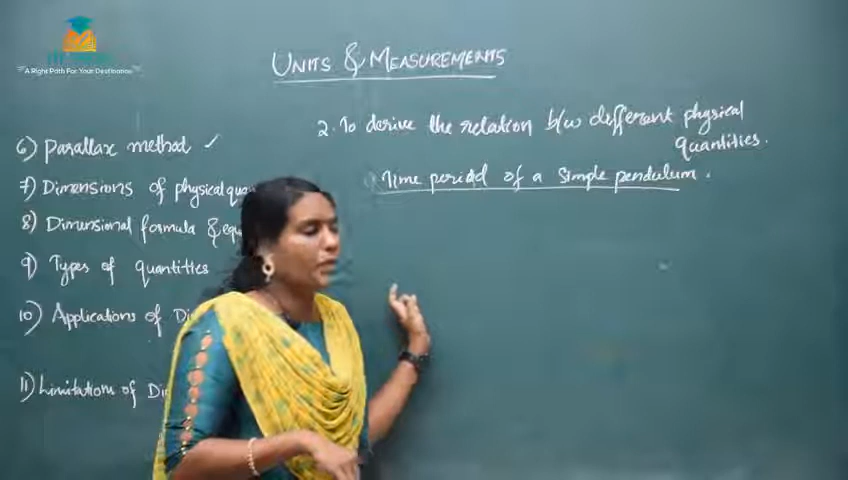 A Right Path For Your Destination
UNITS & MEASUREMENTS
2. To derive the relation b/w different physical
quantities.
Time period of a simple pendulum.
6) Parallax method ✓
7) Dimensions of physical
8) Dimensional formula &
9) Types of quantities
10) Applications of
11) Limitations of